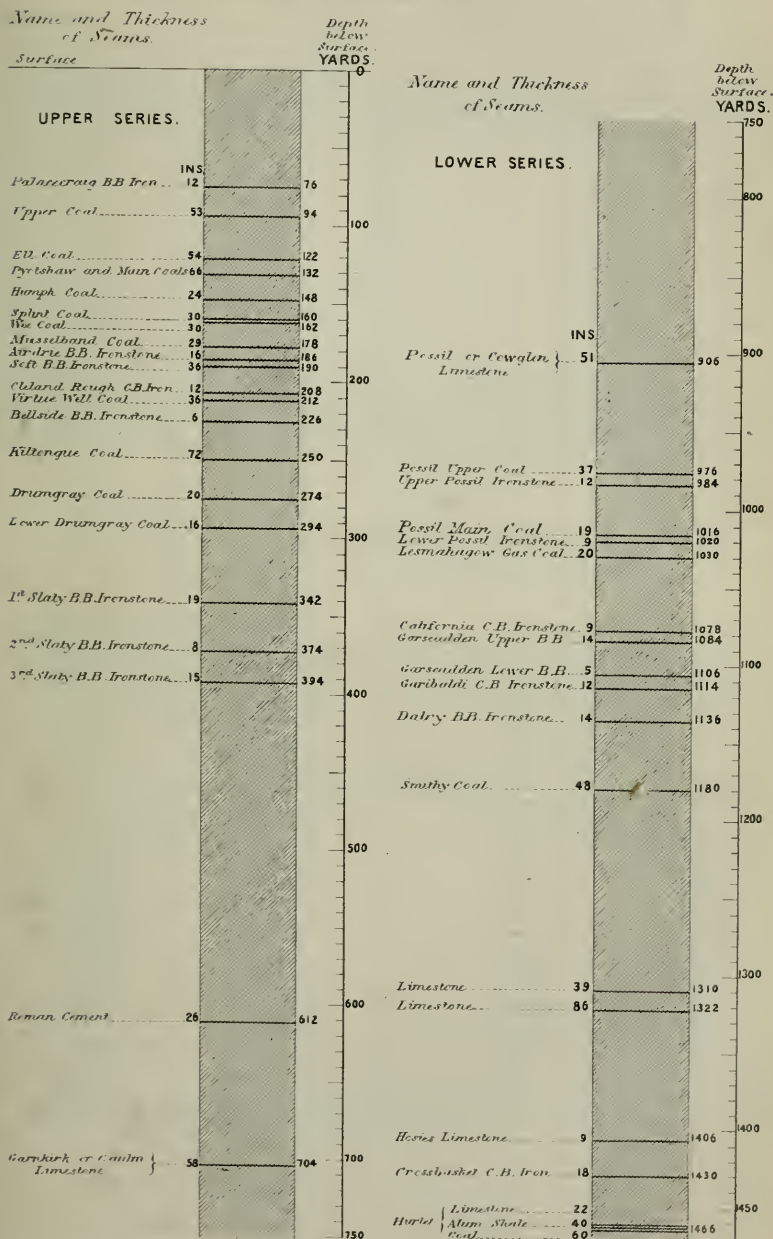 Name and Thickness
of Seams.
Depth
below
Surface.
YARDS.
Surface
0
UPPER SERIES.
INS.
Palacecraig B.B Iron 12 76
Upper Coal 53 94
100
Ell Coal 54 122
Pyotshaw and Main Coals 66 132
Humph Coal 24 148
Splint Coal 30 160
Wee Coal 30 162
Musselband Coal 29 178
Airdrie B.B. Ironstone 16 186
Soft B.B. Ironstone 36 190
200
Cleland Rough C.B. Iron 12 208
Virtue Well Coal 36 212
Bellside B.B. Ironstone 6 226
Kiltongue Coal 72 250
Drumgray Coal 20 274
Lower Drumgray Coal 16 294
300
1st Slaty B.B. Ironstone 19 342
2nd Slaty B.B. Ironstone 8 374
3rd Slaty B.B. Ironstone 15 394
400
500
600
Roman Cement 26 612
700
Garnkirk or Caulm } 58 704
Limestone
750
Name and Thickness
of Seams.
Depth
below
Surface.
YARDS.
750
LOWER SERIES.
800
INS.
900
Possil or Cowglen } 51 906
Limestone
Possil Upper Coal 37 976
Upper Possil Ironstone 12 984
1000
Possil Main Coal 19 1016
Lower Possil Ironstone 9 1020
Lesmahagow Gas Coal 20 1030
California C.B. Ironstone 9 1078
Garscadden Upper B B 14 1084
1100
Garscadden Lower B.B. 5 1106
Garibaldi C.B Ironstone 12 1114
Dalry B.B. Ironstone 14 1136
Smithy Coal 48 1180
1200
1300
Limestone 39 1310
Limestone 86 1322
1400
Hosies Limestone 9 1406
Crossbasket C.B. Iron 18 1430
1450
Limestone 22
Hurlet { Alum Shale 40 1466
Coal 60